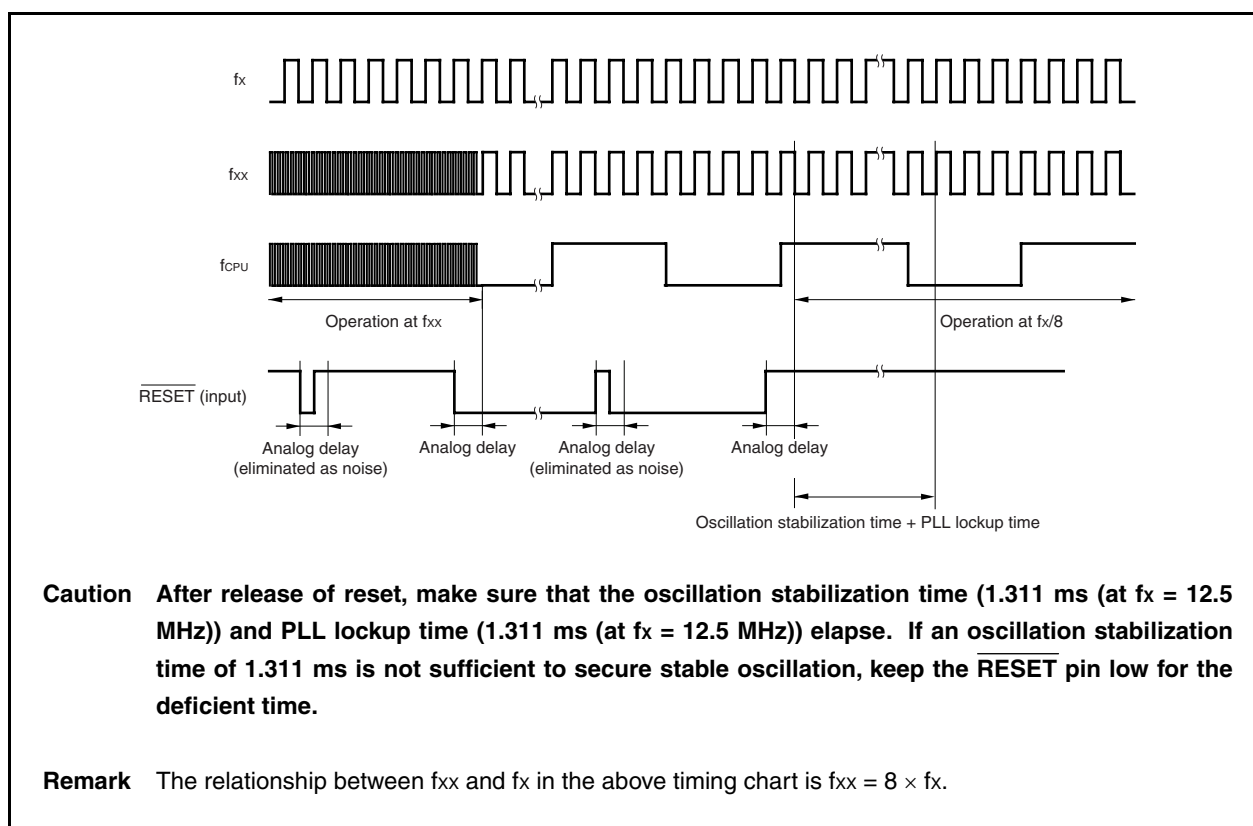 fX
fXX
fCPU
Operation at fXX
Operation at fX/8
RESET (input)
Analog delay
(eliminated as noise)
Analog delay
Analog delay
(eliminated as noise)
Analog delay
Oscillation stabilization time + PLL lockup time
Caution After release of reset, make sure that the oscillation stabilization time (1.311 ms (at fX = 12.5
MHz)) and PLL lockup time (1.311 ms (at fX = 12.5 MHz)) elapse. If an oscillation stabilization
time of 1.311 ms is not sufficient to secure stable oscillation, keep the RESET pin low for the
deficient time.
Remark The relationship between fXX and fX in the above timing chart is fXX = 8 × fX.